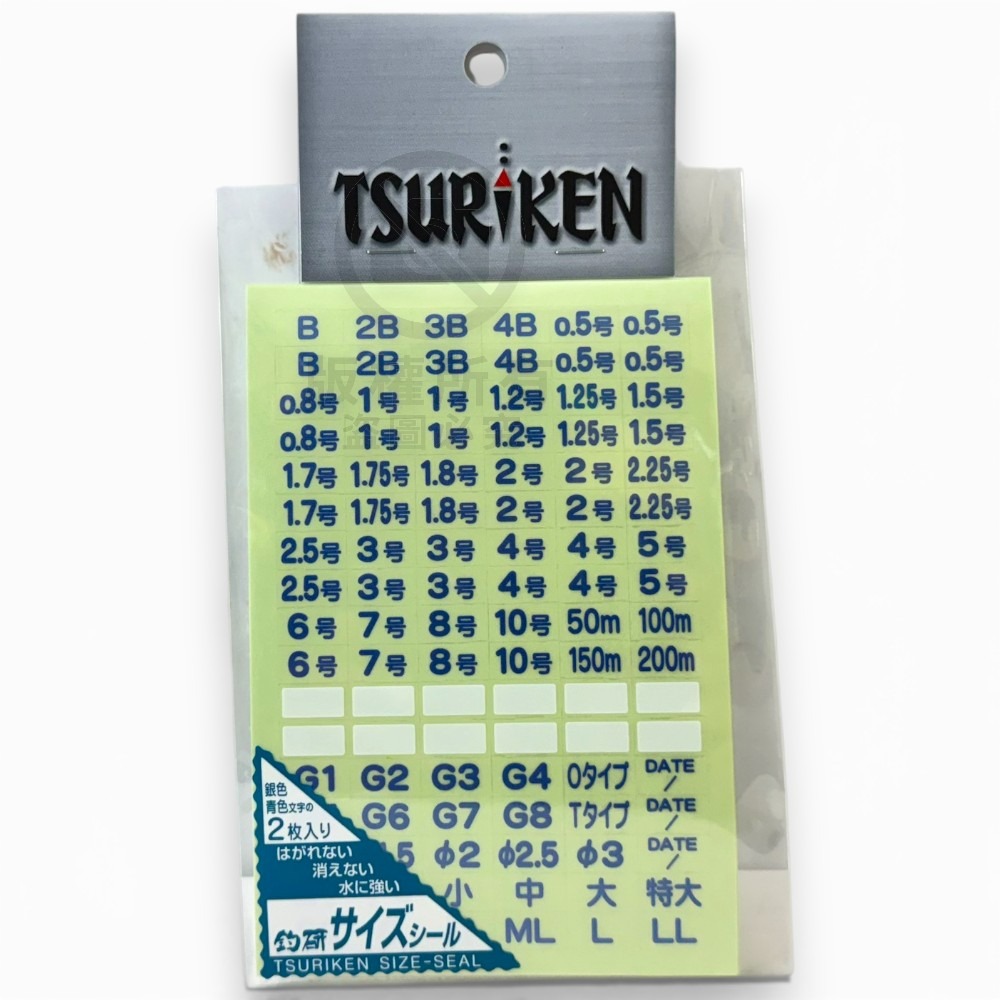 TSURIKEN
B 2B 3B 4B 0.5号 0.5号
B 2B 3B 4B 0.5号 0.5号
版權所有
0.8号 1号 1号 1.2号 1.25号 1.5号
盜圖必究
0.8号 1号 1号 1.2号 1.25号 1.5号
1.7号 1.75号 1.8号 2号 2号 2.25号
1.7号 1.75号 1.8号 2号 2号 2.25号
2.5号 3号 3号 4号 4号 5号
2.5号 3号 3号 4号 4号 5号
6号 7号 8号 10号 50m 100m
6号 7号 8号 10号 150m 200m
G1 G2 G3 G4 0タイプ DATE /
G6 G7 G8 Tタイプ DATE /
φ2 φ2.5 φ3 DATE /
小 中 大 特大
ML L LL
銀色
青色文字の
2枚入り
はがれない
消えない
水に強い
釣研サイズシール
TSURIKEN SIZE-SEAL